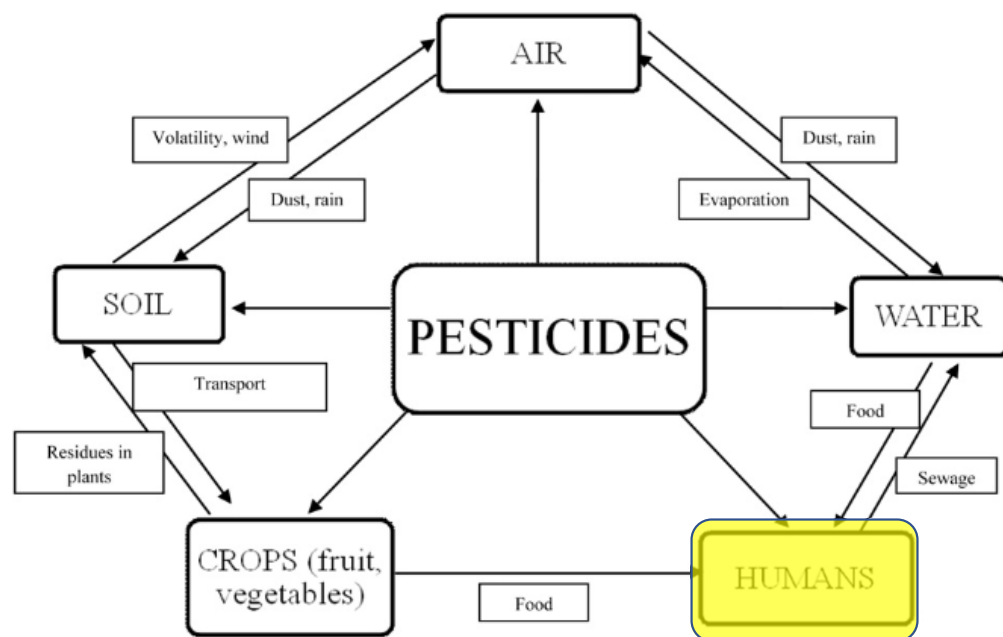 AIR
Volatility, wind
Dust, rain
Dust, rain
Evaporation
SOIL
PESTICIDES
WATER
Transport
Food
Residues in
plants
Sewage
CROPS (fruit,
vegetables)
HUMANS
Food